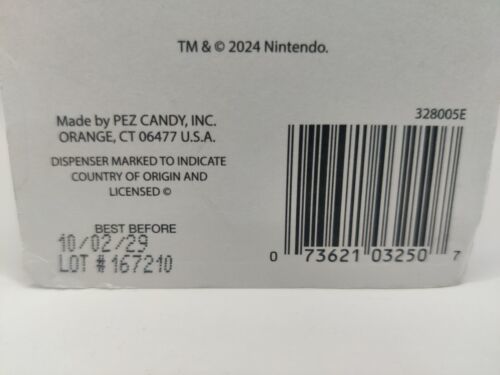 TM & © 2024 Nintendo.
Made by PEZ CANDY, INC.
ORANGE, CT 06477 U.S.A.
DISPENSER MARKED TO INDICATE
COUNTRY OF ORIGIN AND
LICENSED ©
BEST BEFORE
10/02/29
LOT # 167210
328005E
0 73621 03250 7